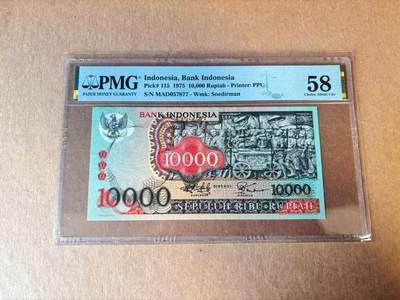 PMG
PAPER MONEY GUARANTY
Indonesia, Bank Indonesia
Pick# 115 1975 10,000 Rupiah - Printer: PPU
S/N MAD057877 - Wmk: Soedirman
58
Choice About Unc
BANK INDONESIA
10000
DIREKSI
10000
10000
SEPULUH RIBU RUPIAH